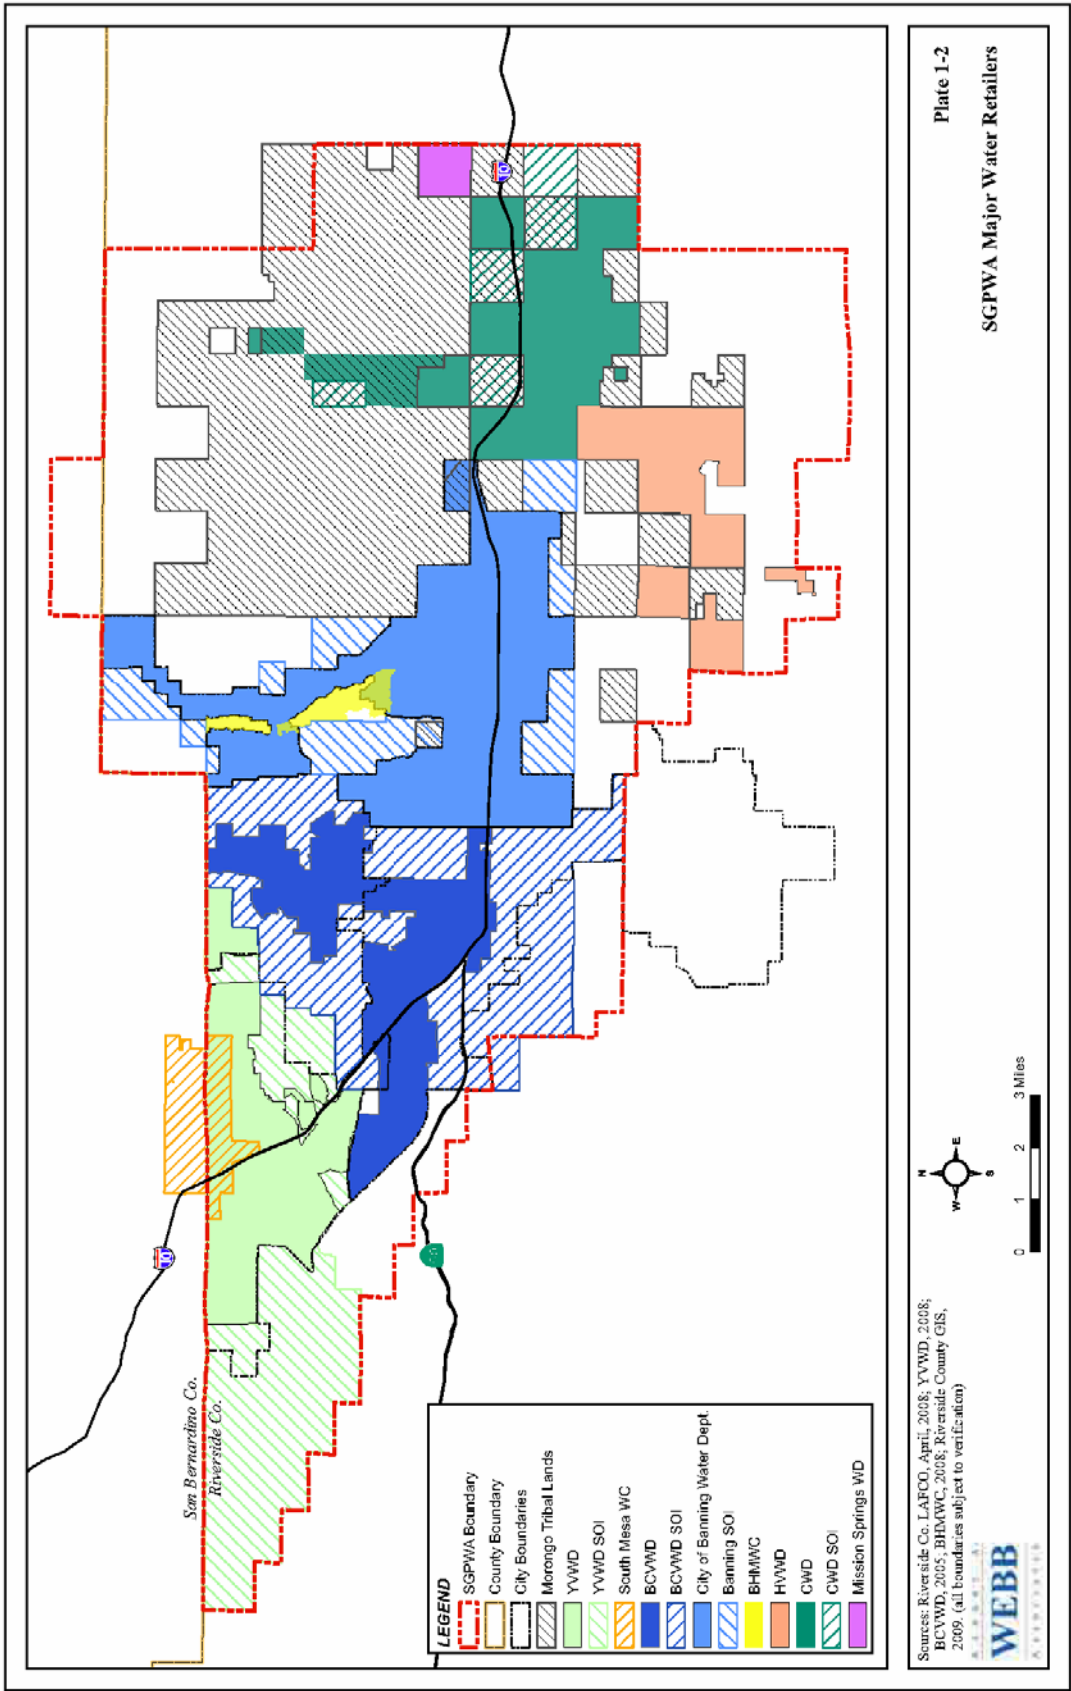 Plate 1-2
SGPWA Major Water Retailers
10
10
San Bernardino Co.
Riverside Co.
LEGEND
SGPWA Boundary
County Boundary
City Boundaries
Morongo Tribal Lands
YVWD
YVWD SOI
South Mesa WC
BCVWD
BCVWD SOI
City of Banning Water Dept.
Banning SOI
BHMWC
HVWD
CWD
CWD SOI
Mission Springs WD
N
W
E
S
0 1 2 3 Miles
Sources: Riverside Co. LAFCO, April, 2008; YVWD, 2008;
BCVWD, 2005; BHMWC, 2008; Riverside County GIS,
2009. (all boundaries subject to verification)
WEBB